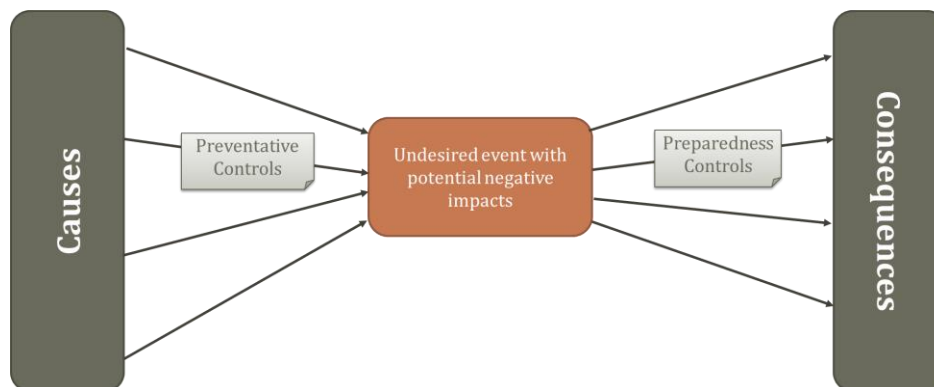 Causes
Preventative
Controls
Undesired event with
potential negative
impacts
Preparedness
Controls
Consequences